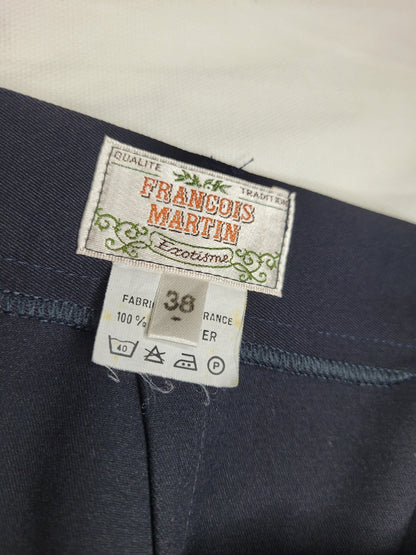 QUALITE TRADITION
FRANCOIS
MARTIN
Exotisme
38
FABRI RANCE
100 % ER
40 A P